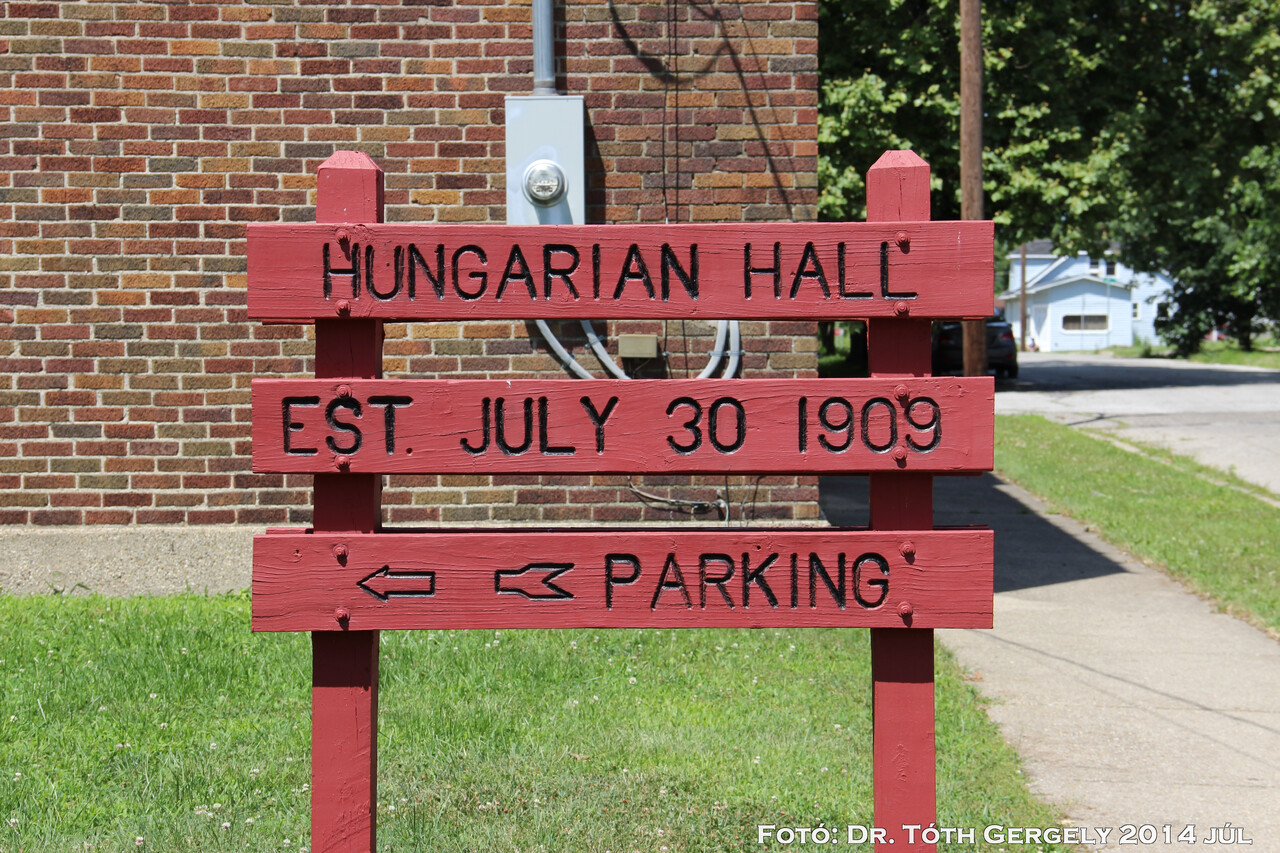 HUNGARIAN HALL
EST. JULY 30 1909
PARKING
FOTÓ: DR. TÓTH GERGELY 2014 JÚL